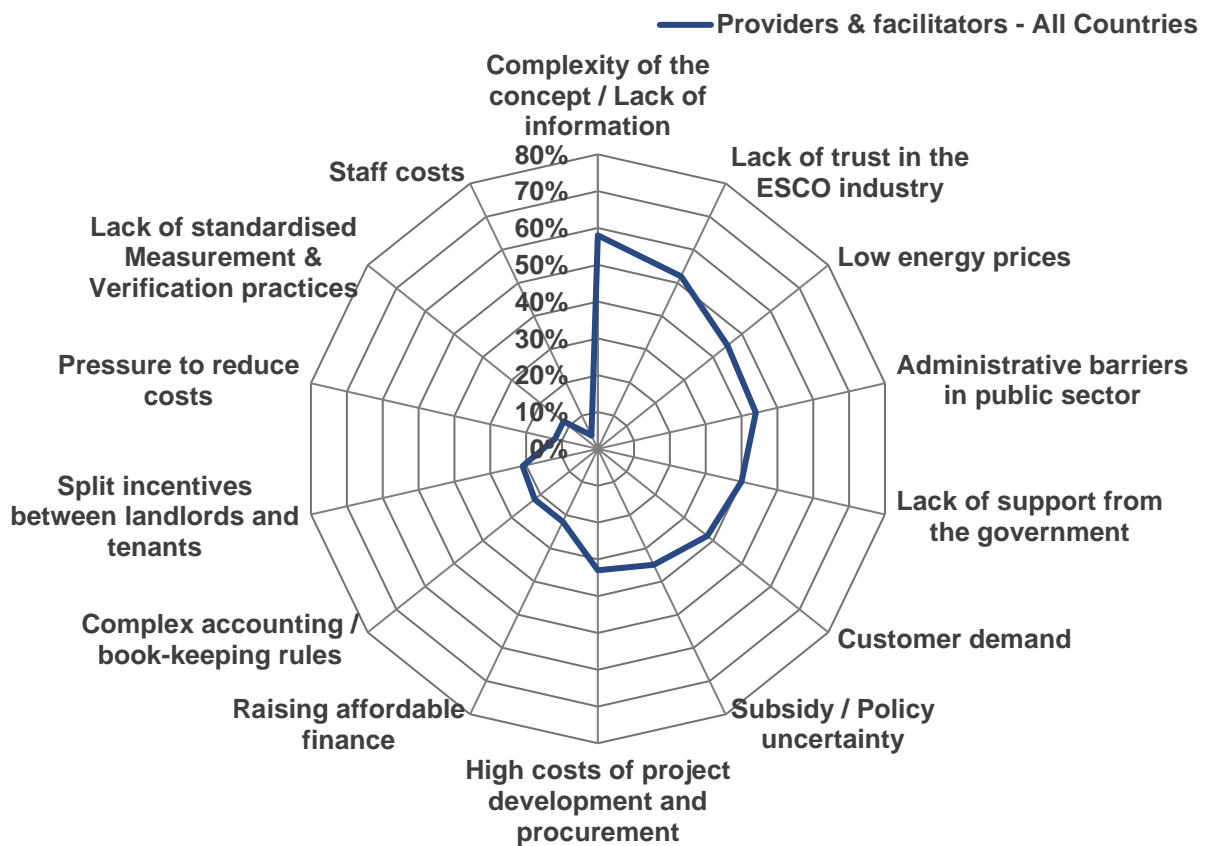 Providers & facilitators - All Countries
Complexity of the
concept / Lack of
information
80%
70%
60%
50%
40%
30%
20%
10%
0%
Lack of trust in the
ESCO industry
Low energy prices
Administrative barriers
in public sector
Lack of support from
the government
Customer demand
Subsidy / Policy
uncertainty
High costs of project
development and
procurement
Raising affordable
finance
Complex accounting /
book-keeping rules
Split incentives
between landlords and
tenants
Pressure to reduce
costs
Lack of standardised
Measurement &
Verification practices
Staff costs